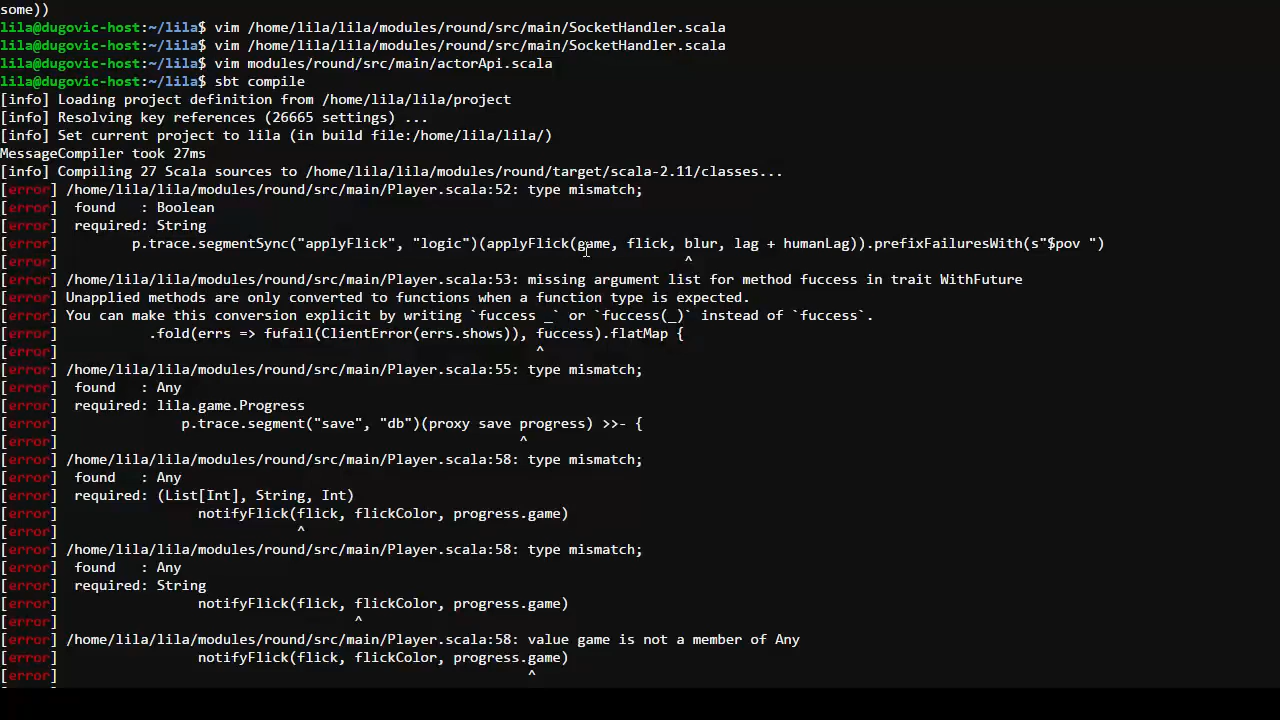 some))
lila@dugovic-host:~/lila$ vim /home/lila/lila/modules/round/src/main/SocketHandler.scala
lila@dugovic-host:~/lila$ vim /home/lila/lila/modules/round/src/main/SocketHandler.scala
lila@dugovic-host:~/lila$ vim modules/round/src/main/actorApi.scala
lila@dugovic-host:~/lila$ sbt compile
[info] Loading project definition from /home/lila/lila/project
[info] Resolving key references (26665 settings) ...
[info] Set current project to lila (in build file:/home/lila/lila/)
MessageCompiler took 27ms
[info] Compiling 27 Scala sources to /home/lila/lila/modules/round/target/scala-2.11/classes...
[error] /home/lila/lila/modules/round/src/main/Player.scala:52: type mismatch;
[error]  found   : Boolean
[error]  required: String
[error]         p.trace.segmentSync("applyFlick", "logic")(applyFlick(game, flick, blur, lag + humanLag)).prefixFailuresWith(s"$pov ")
[error]                                                                            ^
[error] /home/lila/lila/modules/round/src/main/Player.scala:53: missing argument list for method fuccess in trait WithFuture
[error] Unapplied methods are only converted to functions when a function type is expected.
[error] You can make this conversion explicit by writing `fuccess _` or `fuccess(_)` instead of `fuccess`.
[error]           .fold(errs => fufail(ClientError(errs.shows)), fuccess).flatMap {
[error]                                                          ^
[error] /home/lila/lila/modules/round/src/main/Player.scala:55: type mismatch;
[error]  found   : Any
[error]  required: lila.game.Progress
[error]               p.trace.segment("save", "db")(proxy save progress) >>- {
[error]                                                        ^
[error] /home/lila/lila/modules/round/src/main/Player.scala:58: type mismatch;
[error]  found   : Any
[error]  required: (List[Int], String, Int)
[error]                 notifyFlick(flick, flickColor, progress.game)
[error]                             ^
[error] /home/lila/lila/modules/round/src/main/Player.scala:58: type mismatch;
[error]  found   : Any
[error]  required: String
[error]                 notifyFlick(flick, flickColor, progress.game)
[error]                                    ^
[error] /home/lila/lila/modules/round/src/main/Player.scala:58: value game is not a member of Any
[error]                 notifyFlick(flick, flickColor, progress.game)
[error]                                                         ^